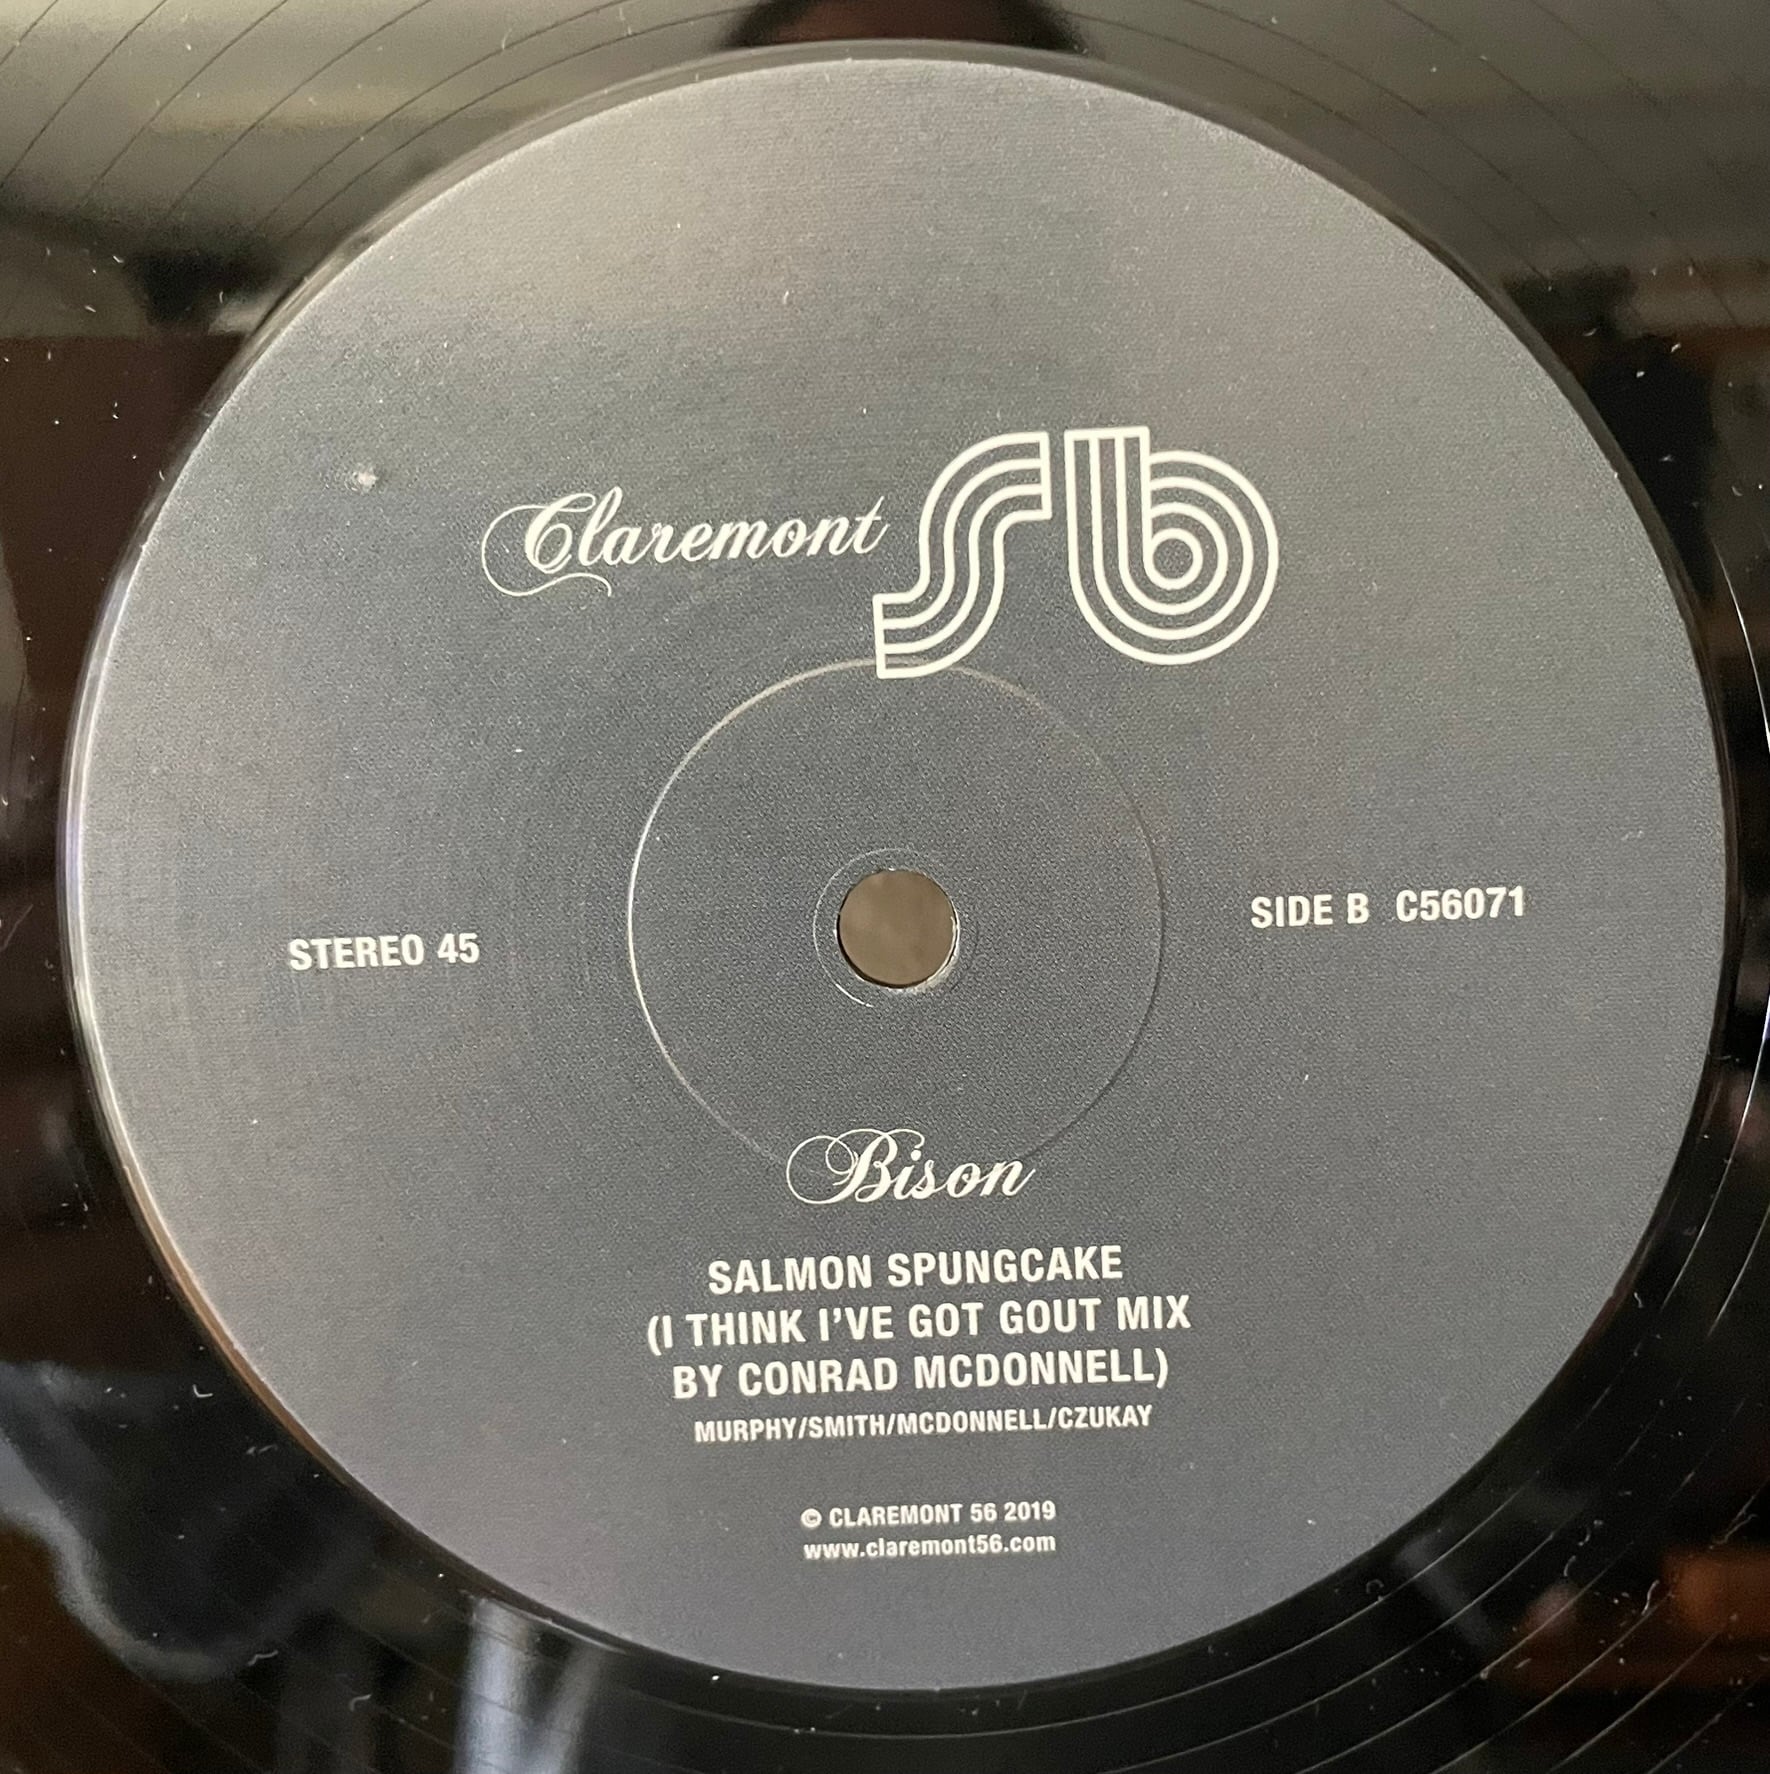 Claremont 56
STEREO 45
SIDE B C56071
Bison
SALMON SPUNGCAKE
(I THINK I'VE GOT GOUT MIX
BY CONRAD MCDONNELL)
MURPHY/SMITH/MCDONNELL/CZUKAY
© CLAREMONT 56 2019
www.claremont56.com